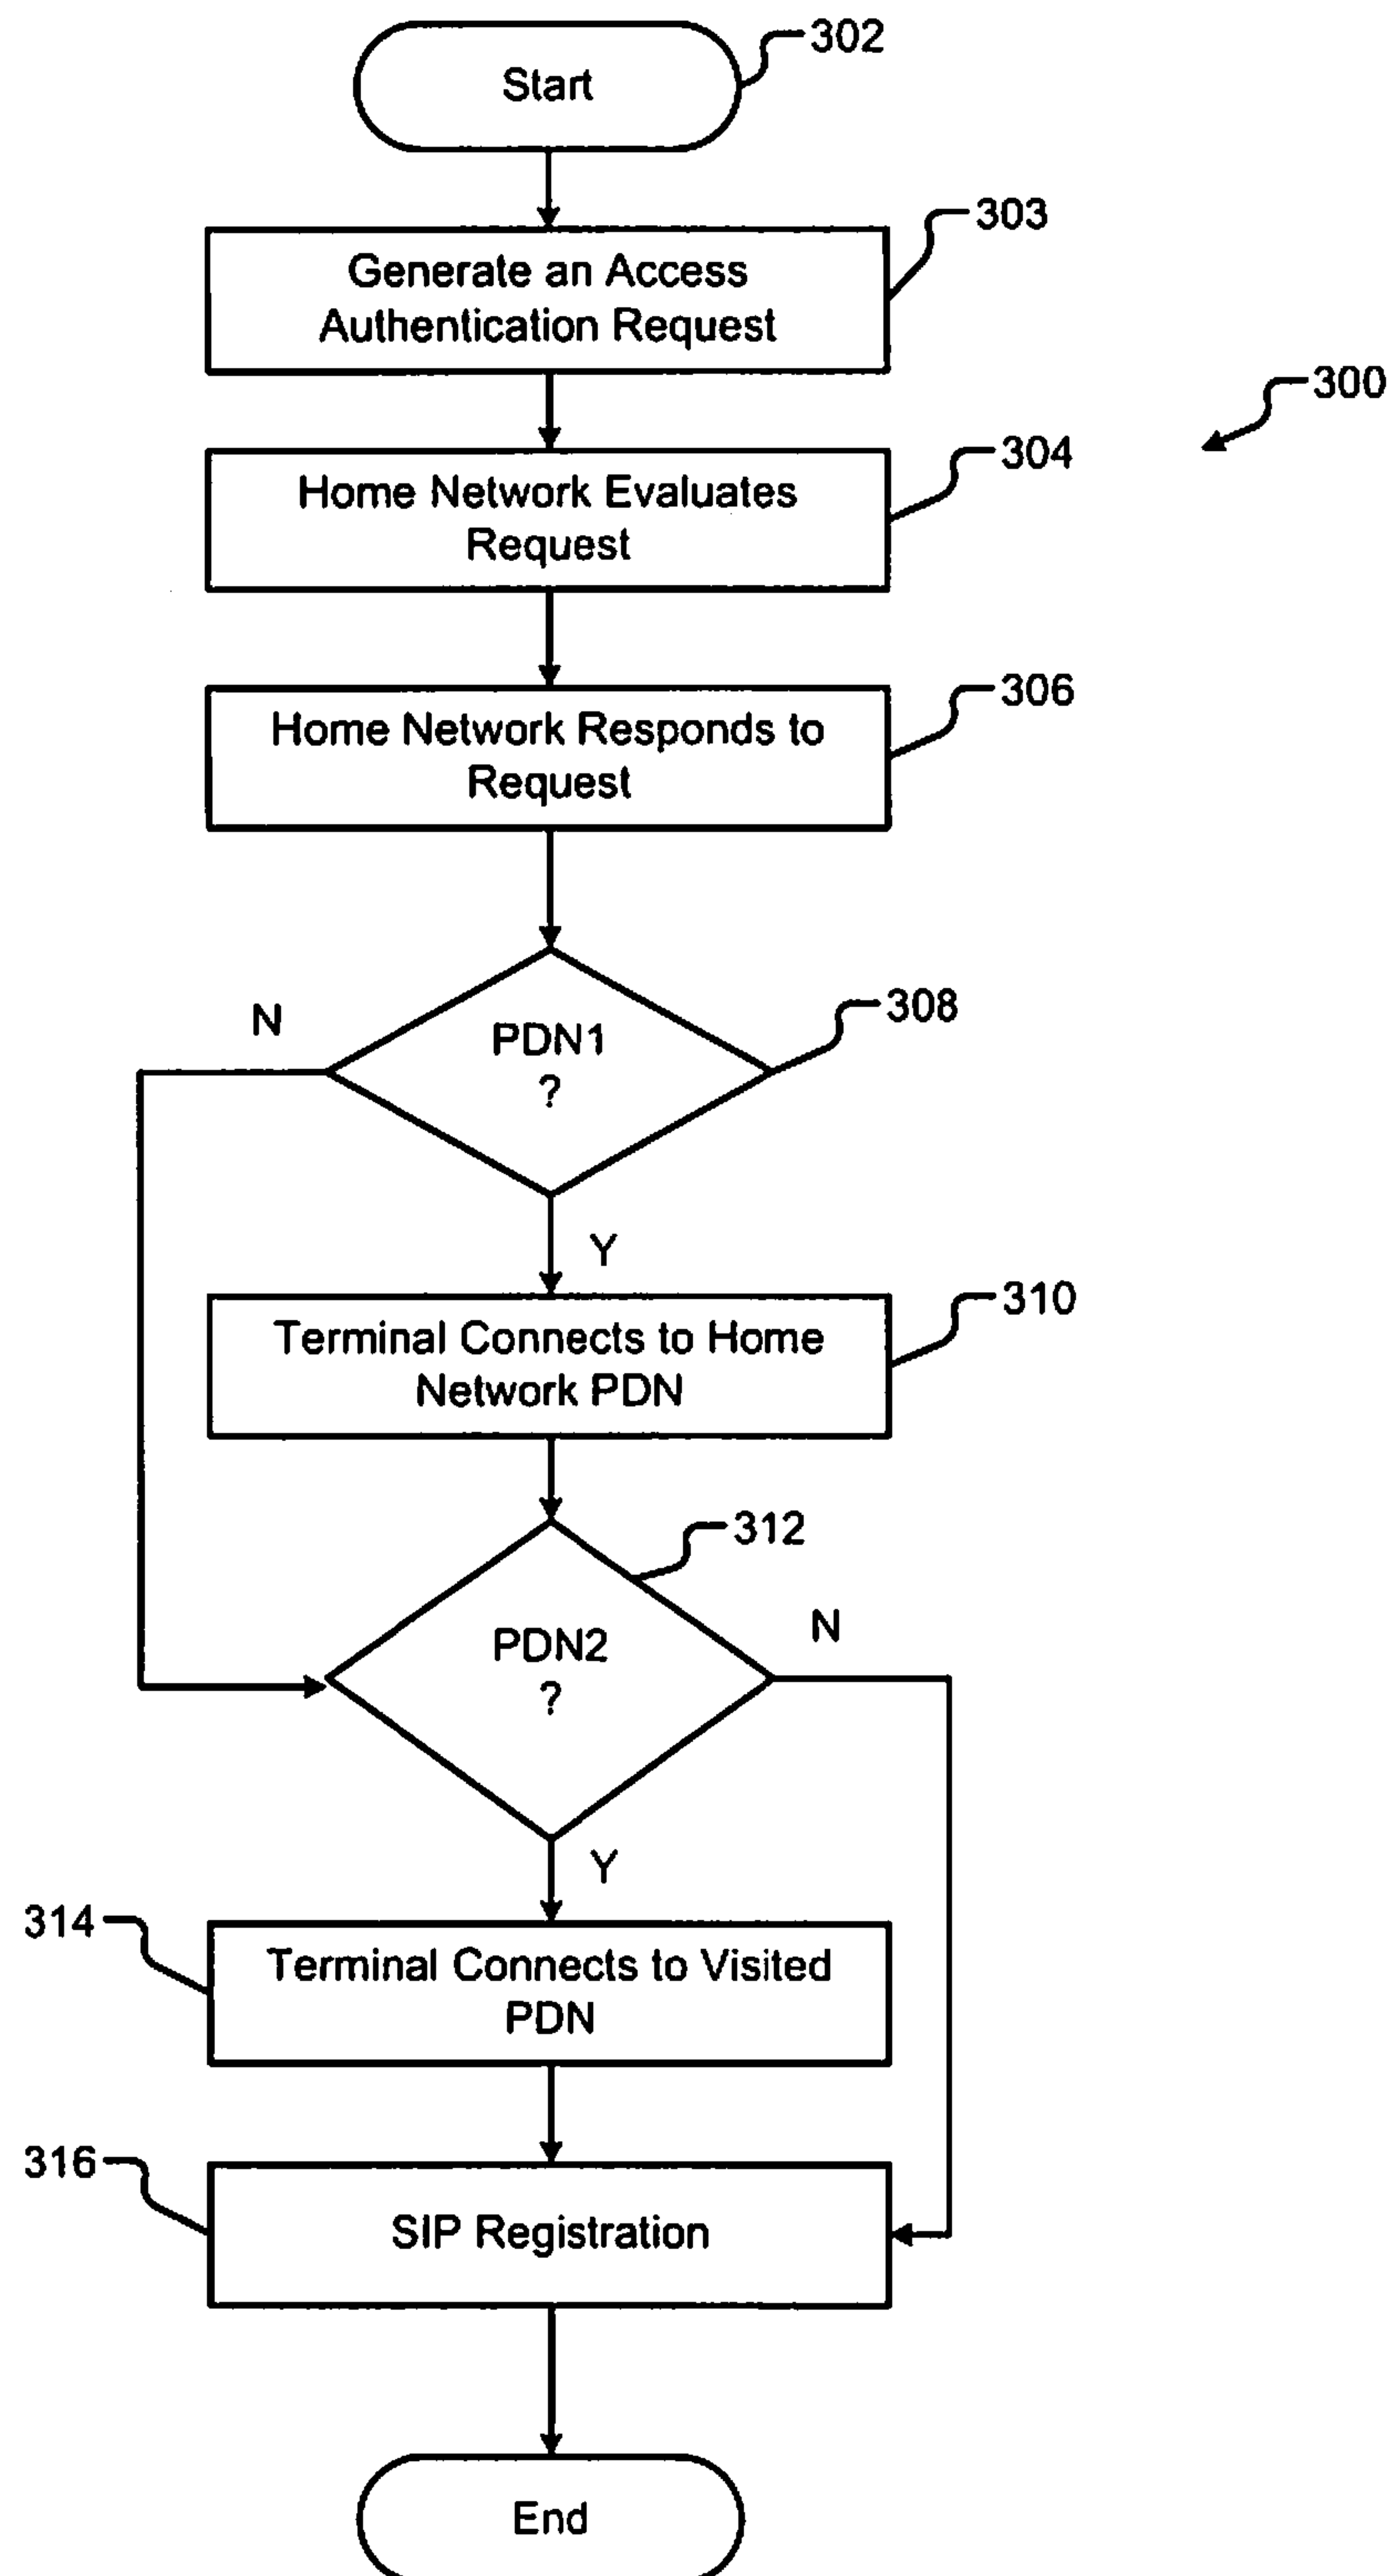 Start
302
Generate an Access
Authentication Request
303
300
Home Network Evaluates
Request
304
Home Network Responds to
Request
306
N
PDN1
?
308
Y
Terminal Connects to Home
Network PDN
310
312
PDN2
?
N
Y
314
Terminal Connects to Visited
PDN
316
SIP Registration
End